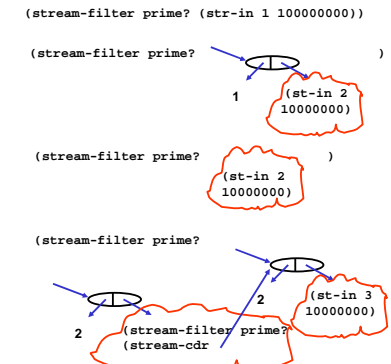 (stream-filter prime? (str-in 1 100000000))
(stream-filter prime? )
1
(st-in 2
10000000)
(stream-filter prime? )
(st-in 2
10000000)
(stream-filter prime?
2
(st-in 3
10000000)
2
(stream-filter prime?
(stream-cdr